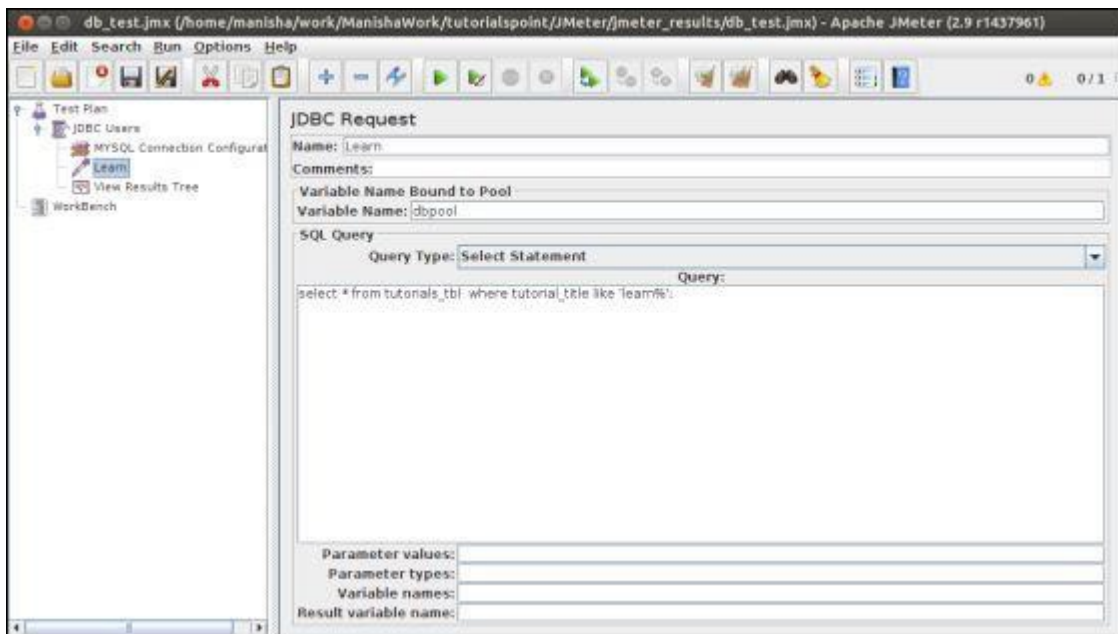 db_test.jmx (/home/manisha/work/ManishaWork/tutorialspoint/JMeter/jmeter_results/db_test.jmx) - Apache JMeter (2.9 r1437961)
File Edit Search Run Options Help
0 0/1
Test Plan
JDBC Users
MYSQL Connection Configurat
Learn
View Results Tree
WorkBench
JDBC Request
Name: Learn
Comments:
Variable Name Bound to Pool
Variable Name: dbpool
SQL Query
Query Type: Select Statement
Query:
select * from tutorials_tbl where tutorial_title like 'learn%';
Parameter values:
Parameter types:
Variable names:
Result variable name: